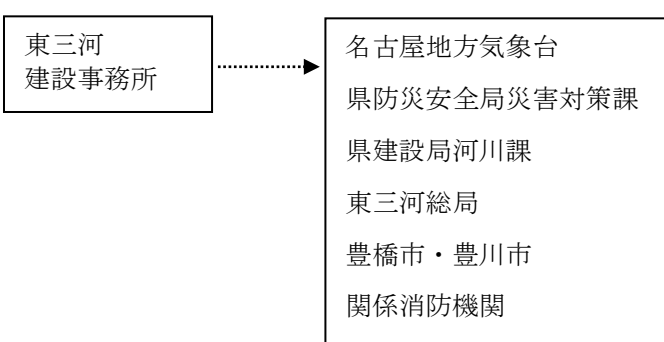 東三河
建設事務所
名古屋地方気象台
県防災安全局災害対策課
県建設局河川課
東三河総局
豊橋市・豊川市
関係消防機関